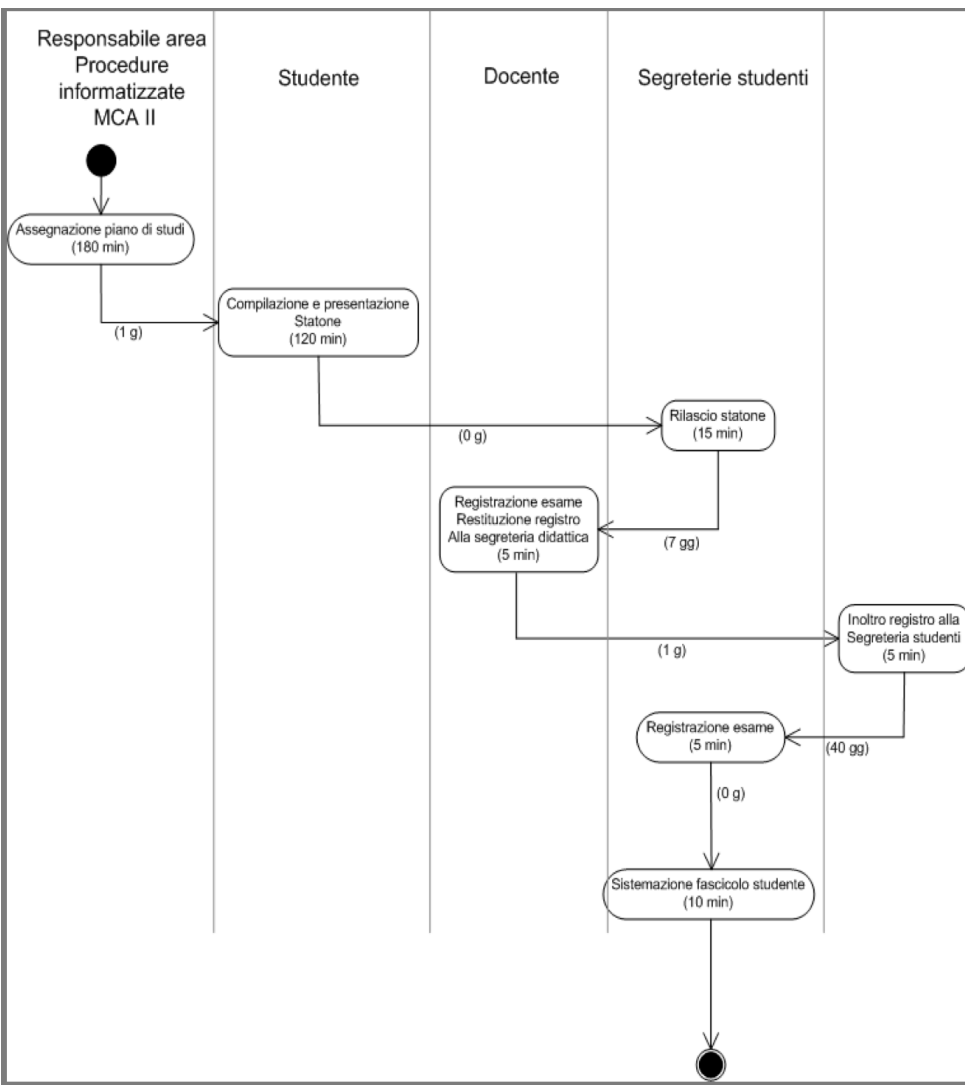 Responsabile area
Procedure
informatizzate
MCA II
Studente
Docente
Segreterie studenti
Assegnazione piano di studi
(180 min)
(1 g)
Compilazione e presentazione
Statone
(120 min)
(0 g)
Rilascio statone
(15 min)
(7 gg)
Registrazione esame
Restituzione registro
Alla segreteria didattica
(5 min)
(1 g)
Inoltro registro alla
Segreteria studenti
(5 min)
(40 gg)
Registrazione esame
(5 min)
(0 g)
Sistemazione fascicolo studente
(10 min)